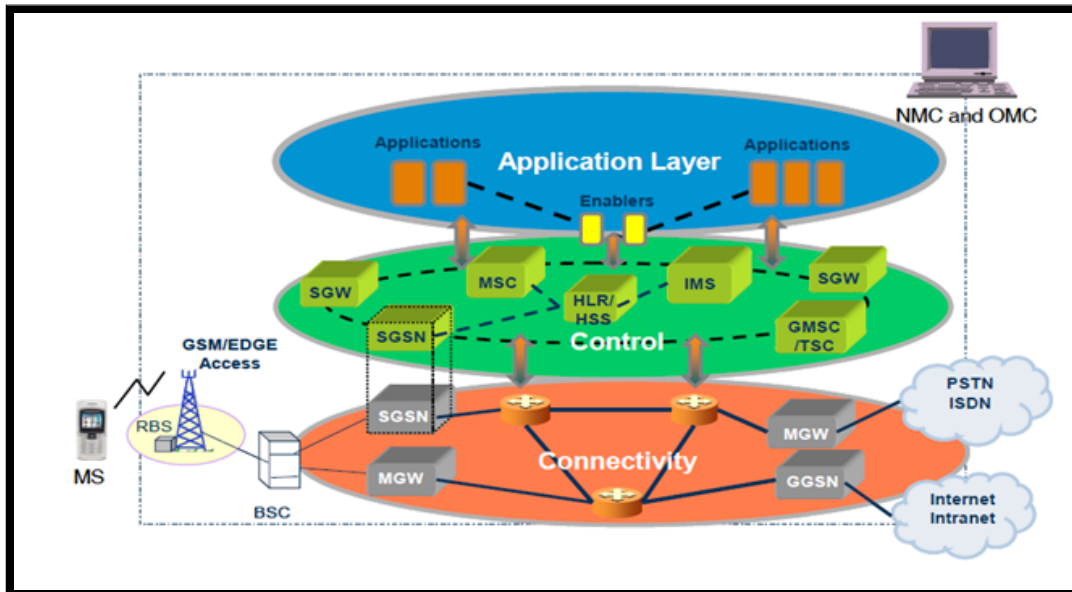 NMC and OMC
Applications
Applications
Application Layer
Enablers
SGW
MSC
HLR/
HSS
IMS
SGW
SGSN
GMSC
/TSC
Control
GSM/EDGE
Access
RBS
MS
BSC
SGSN
MGW
Connectivity
MGW
GGSN
PSTN
ISDN
Internet
Intranet